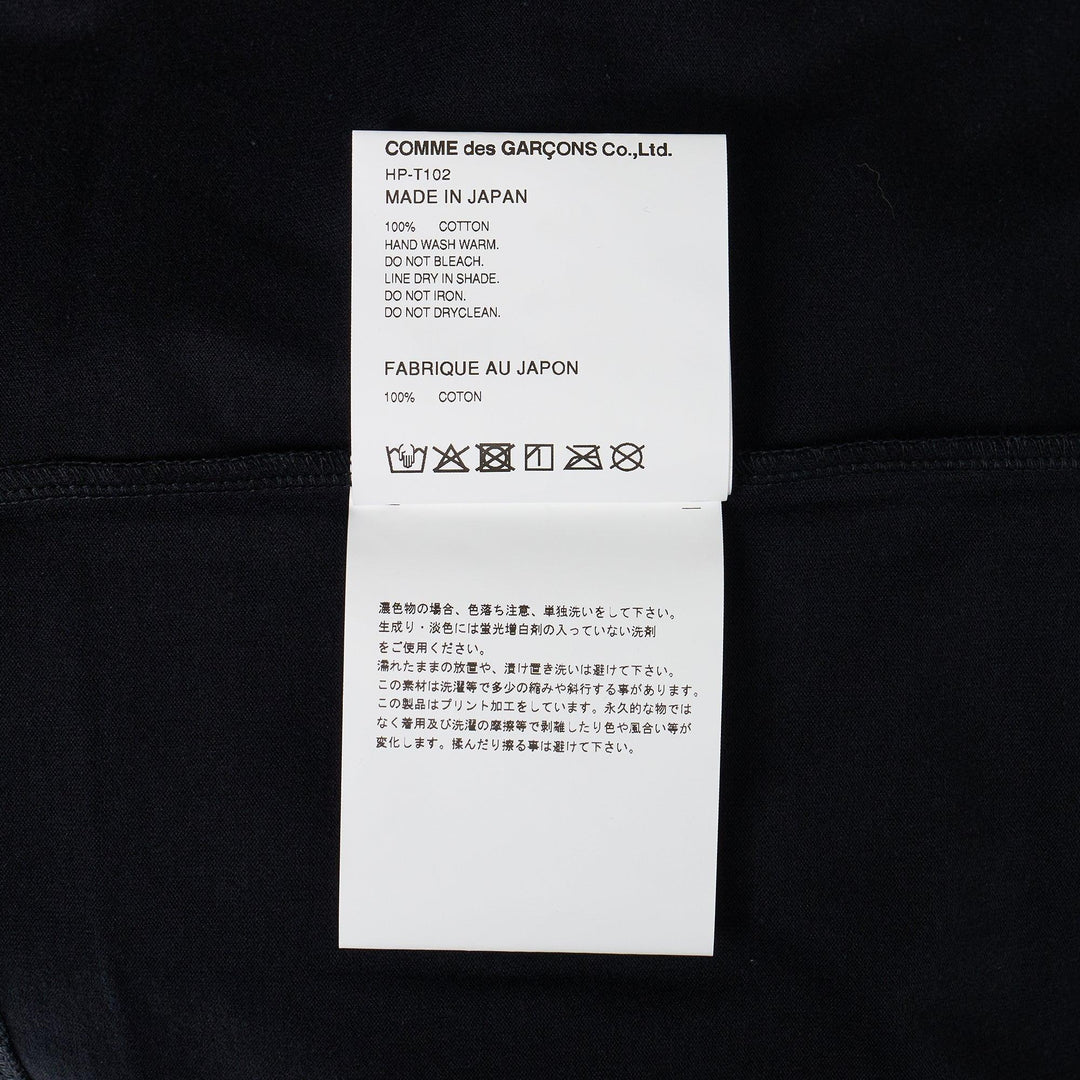 COMME des GARÇONS Co.,Ltd.
HP-T102
MADE IN JAPAN
100% COTTON
HAND WASH WARM.
DO NOT BLEACH.
LINE DRY IN SHADE.
DO NOT IRON.
DO NOT DRYCLEAN.
FABRIQUE AU JAPON
100% COTON
濃色物の場合、色落ち注意、単独洗いをして下さい。
生成り・淡色には蛍光増白剤の入っていない洗剤
をご使用ください。
濡れたままの放置や、漬け置き洗いは避けて下さい。
この素材は洗濯等で多少の縮みや斜行する事があります。
この製品はプリント加工をしています。永久的な物では
なく着用及び洗濯の摩擦等で剥離したり色や風合い等が
変化します。揉んだり擦る事は避けて下さい。